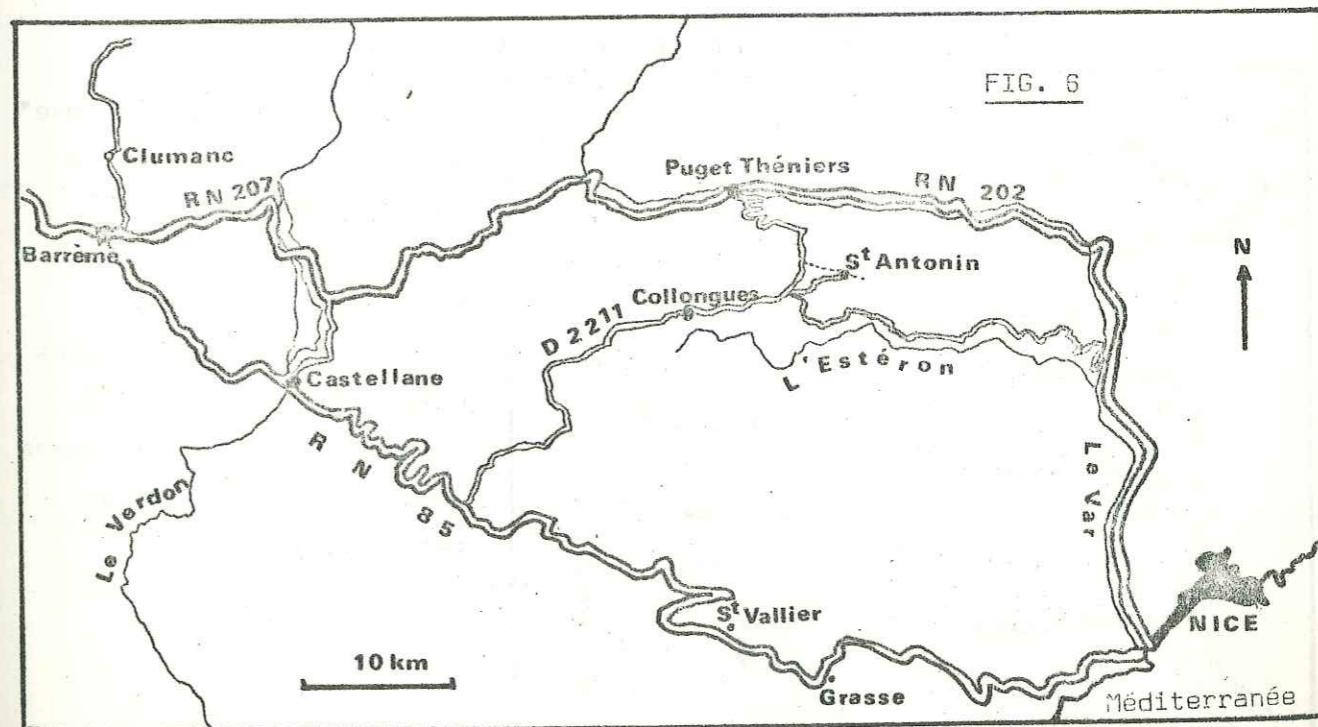 FIG. 6
Clumanc
Puget Théniers
RN 207
RN 202
N
Barrème
St Antonin
Collongues
D 2211
L'Estéron
Castellane
RN 85
Le Verdon
Le Var
St Vallier
NICE
10 km
Grasse
Méditerranée